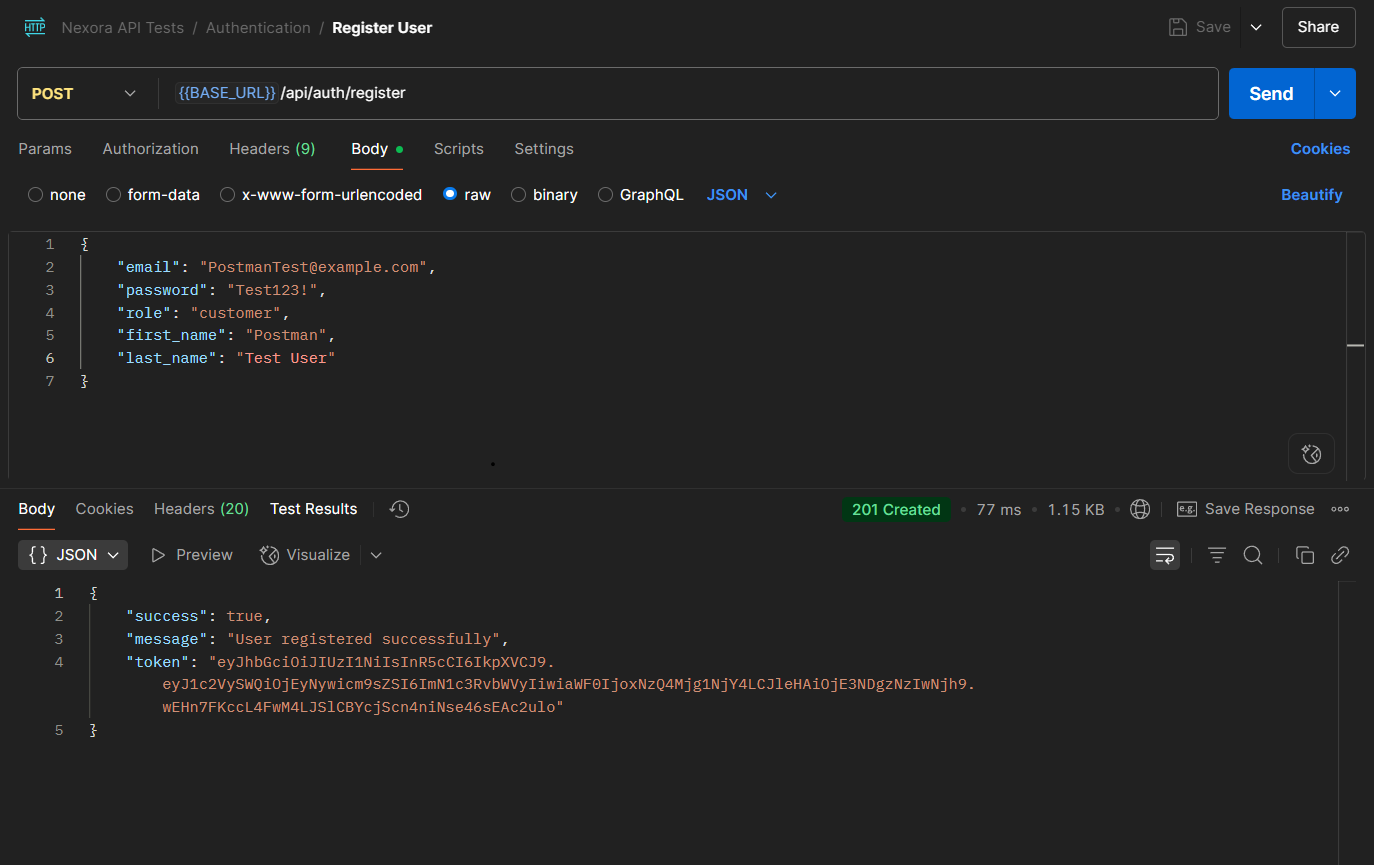 HTTP Nexora API Tests / Authentication / Register User Save Share
POST {{BASE_URL}} /api/auth/register Send
Params Authorization Headers (9) Body Scripts Settings Cookies
none form-data x-www-form-urlencoded raw binary GraphQL JSON Beautify
1 {
2 "email": "PostmanTest@example.com",
3 "password": "Test123!",
4 "role": "customer",
5 "first_name": "Postman",
6 "last_name": "Test User"
7 }
Body Cookies Headers (20) Test Results 201 Created • 77 ms • 1.15 KB • e.g. Save Response
{ } JSON Preview Visualize
1 {
2 "success": true,
3 "message": "User registered successfully",
4 "token": "eyJhbGciOiJIUzI1NiIsInR5cCI6IkpXVCJ9.
eyJ1c2VySWQiOjEyNywicm9sZSI6ImN1c3RvbWVyIiwiaWF0IjoxNzQ4Mjg1NjY4LCJleHAiOjE3NDgzNzIwNjh9.
wEHn7FKccL4FwM4LJSlCBYcjScn4niNse46sEAc2ulo"
5 }